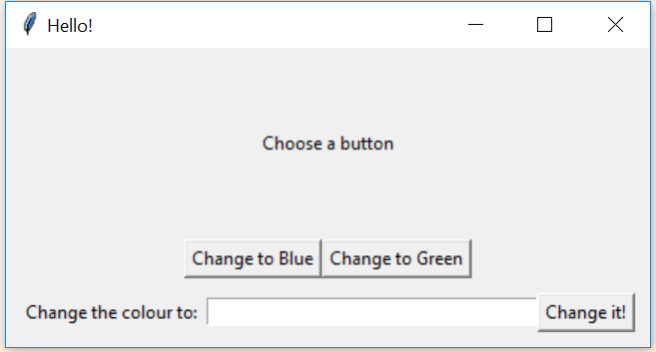 Hello!
Choose a button
Change to Blue Change to Green
Change the colour to: Change it!